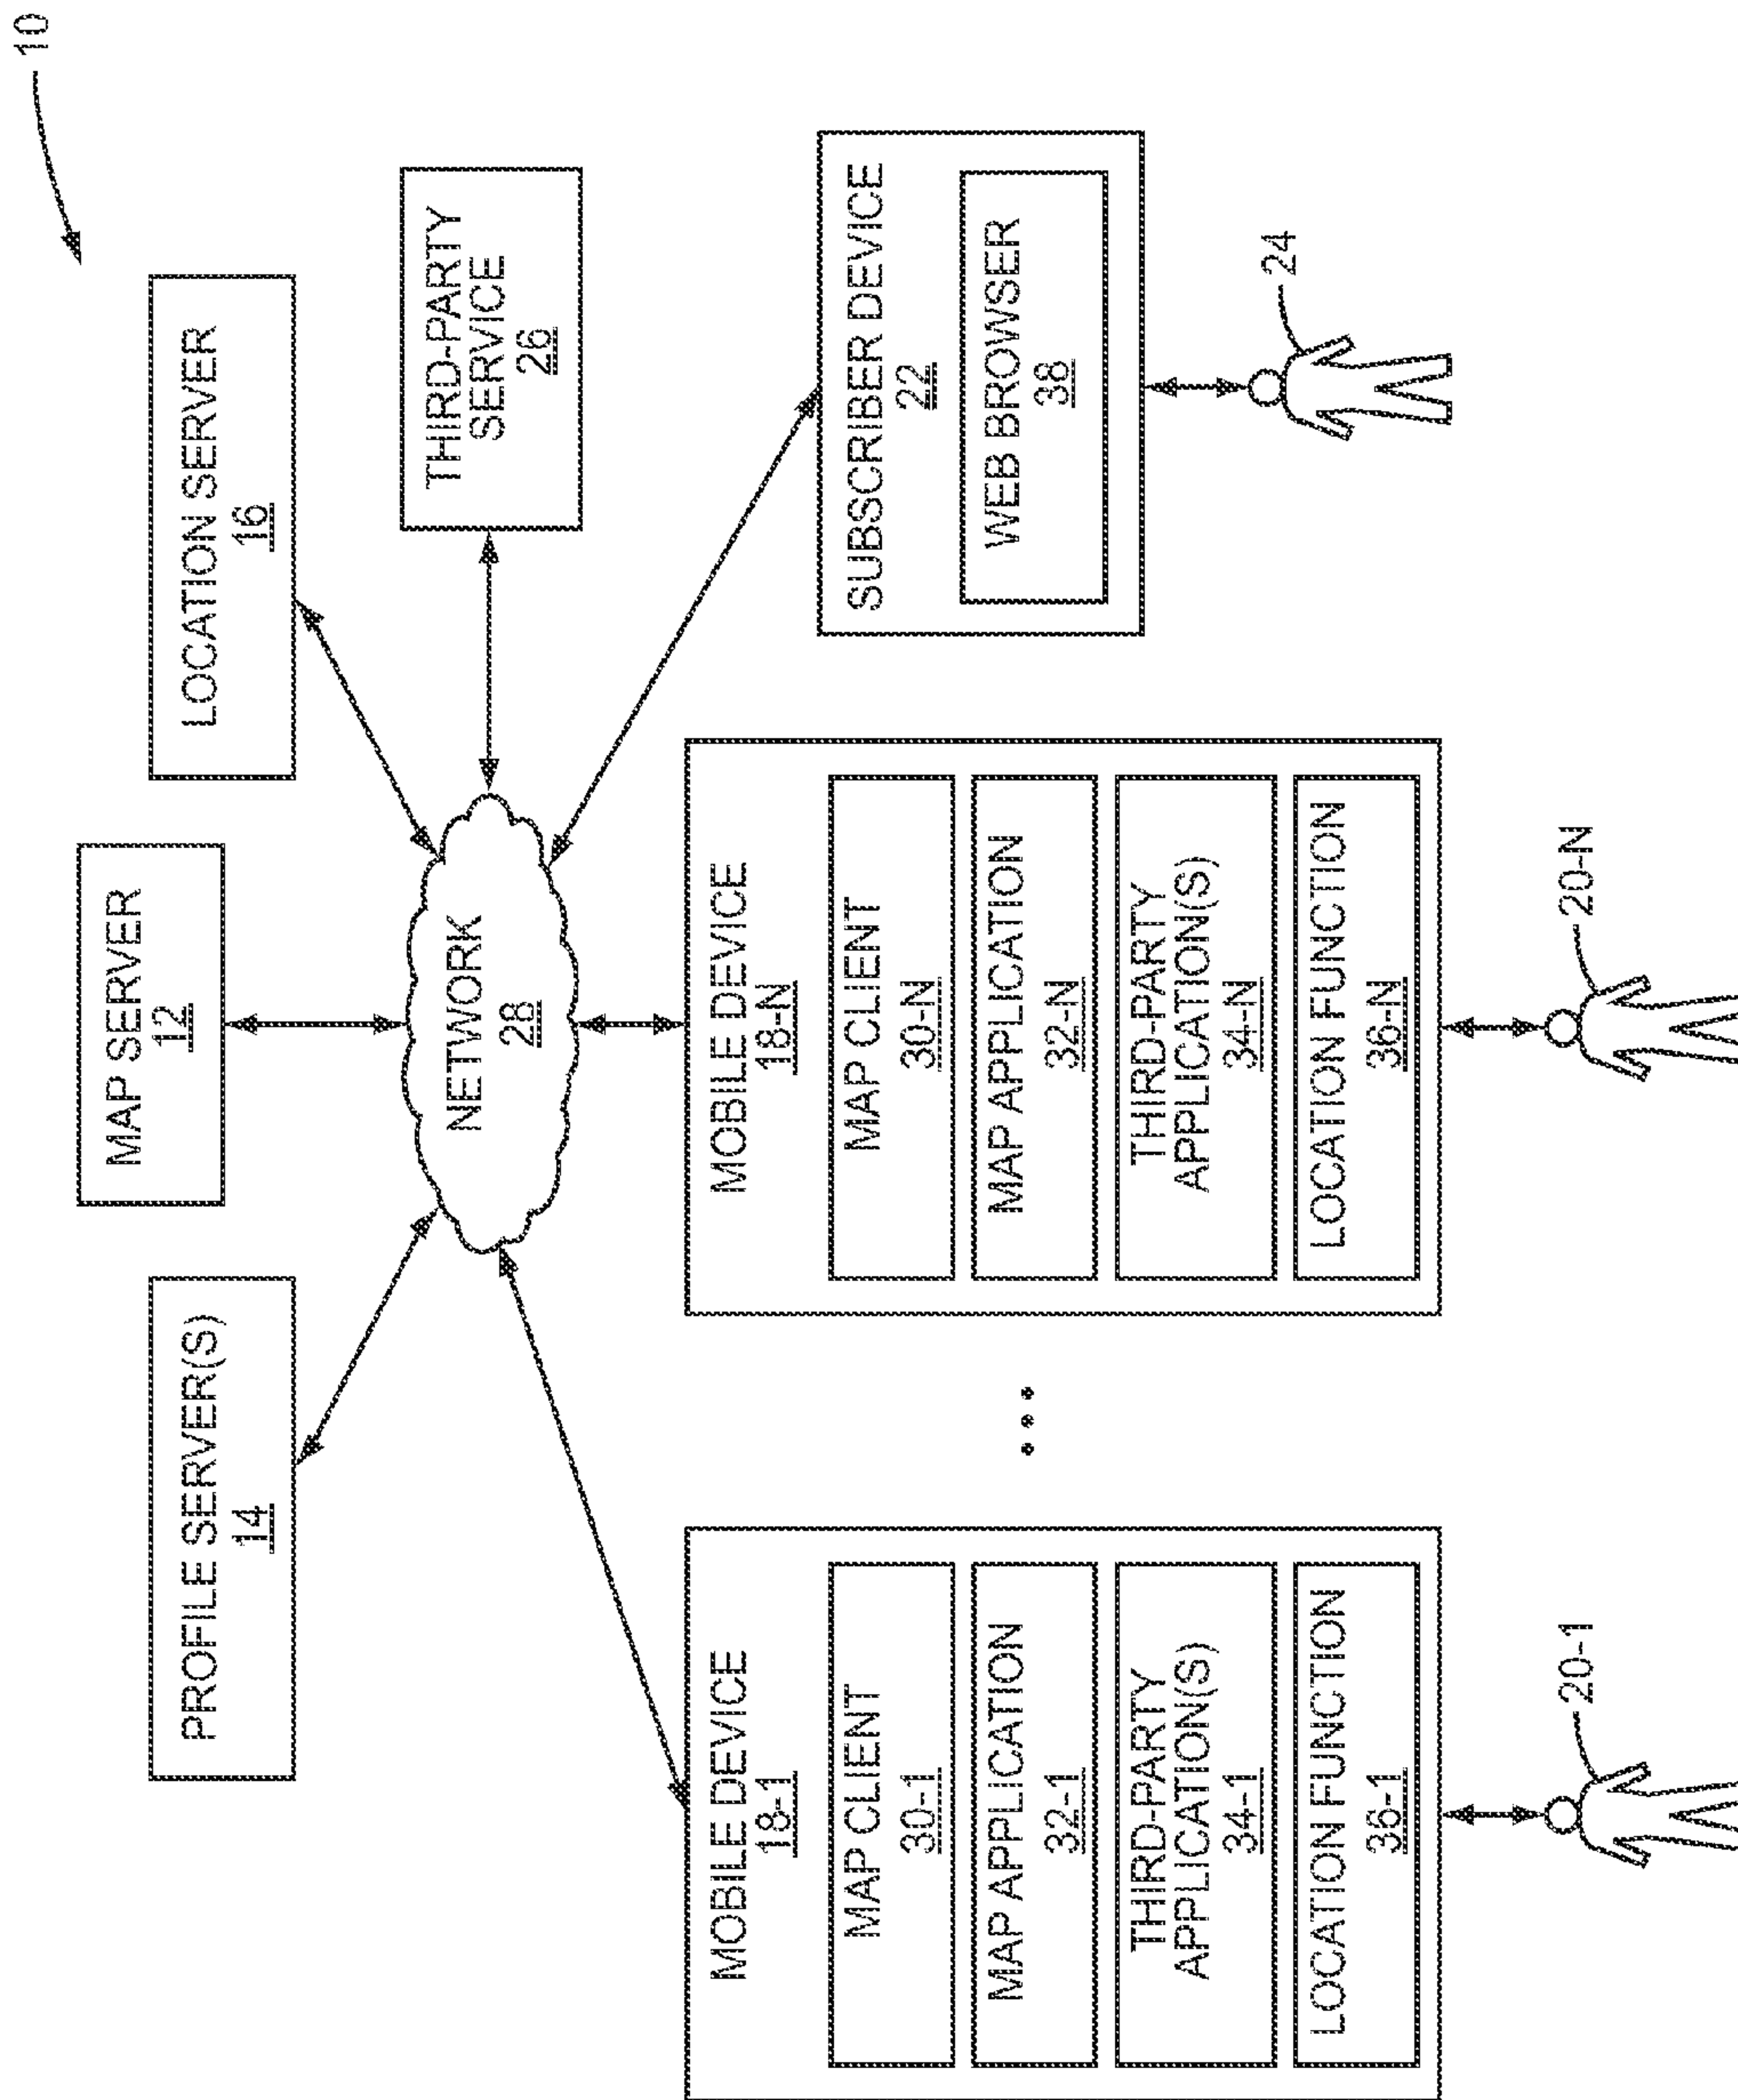 10
PROFILE SERVER(S)
14
MAP SERVER
12
LOCATION SERVER
16
NETWORK
28
THIRD-PARTY
SERVICE
26
MOBILE DEVICE
18-1
MAP CLIENT
30-1
MAP APPLICATION
32-1
THIRD-PARTY
APPLICATION(S)
34-1
LOCATION FUNCTION
36-1
20-1
...
MOBILE DEVICE
18-N
MAP CLIENT
30-N
MAP APPLICATION
32-N
THIRD-PARTY
APPLICATION(S)
34-N
LOCATION FUNCTION
36-N
20-N
SUBSCRIBER DEVICE
22
WEB BROWSER
38
24